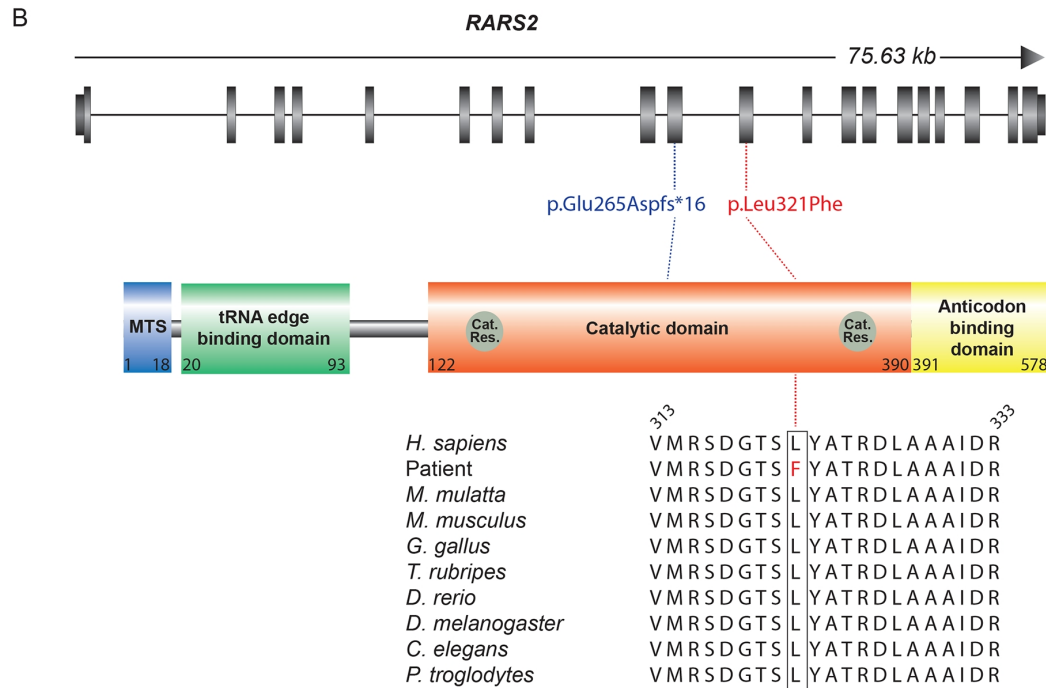 B
RARS2
75.63 kb
p.Glu265Aspfs*16 p.Leu321Phe
MTS
1 18
tRNA edge
binding domain
20 93
Cat.
Res.
Catalytic domain
Cat.
Res.
122 390
Anticodon
binding
domain
391 578
313 333
H. sapiens VMRSDGTSLYATRDLAAAIDR
Patient VMRSDGTSFYATRDLAAAIDR
M. mulatta VMRSDGTSLYATRDLAAAIDR
M. musculus VMRSDGTSLYATRDLAAAIDR
G. gallus VMRSDGTSLYATRDLAAAIDR
T. rubripes VMRSDGTSLYATRDLAAAIDR
D. rerio VMRSDGTSLYATRDLAAAIDR
D. melanogaster VMRSDGTSLYATRDLAAAIDR
C. elegans VMRSDGTSLYATRDLAAAIDR
P. troglodytes VMRSDGTSLYATRDLAAAIDR